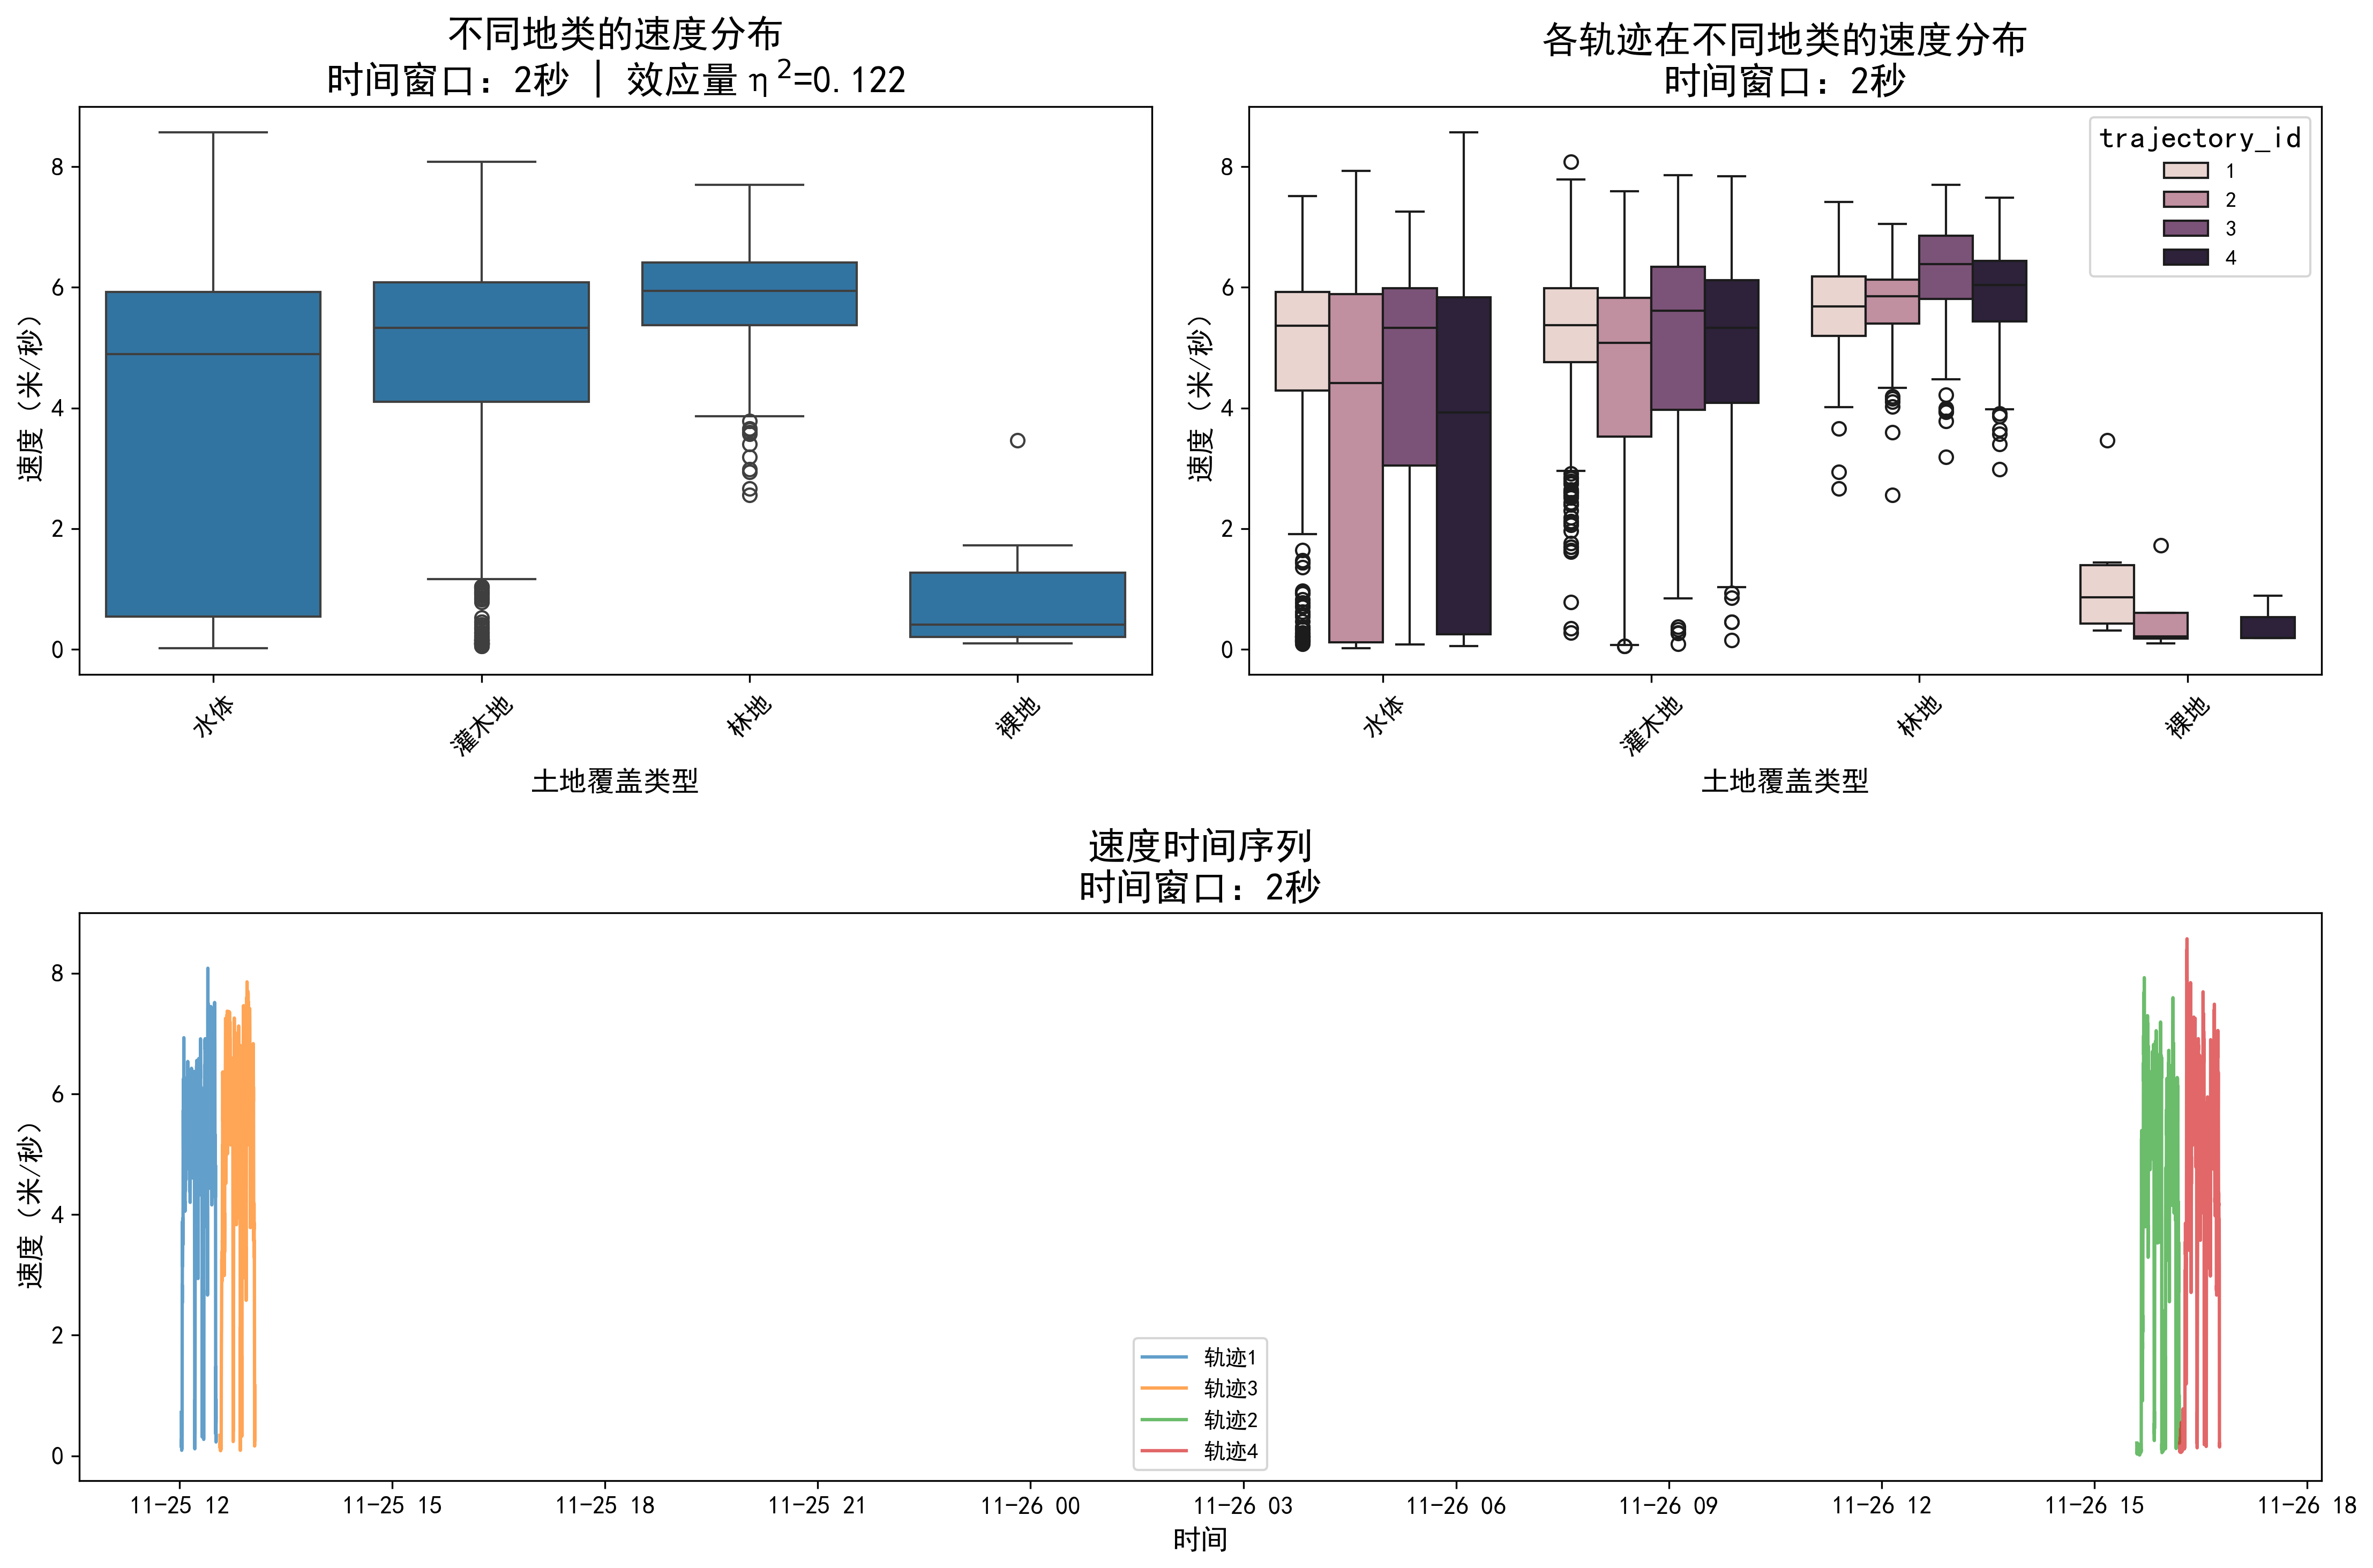 不同地类的速度分布
时间窗口：2秒 | 效应量η²=0.122
速度（米/秒）
8
6
4
2
0
水体
灌木地
林地
裸地
土地覆盖类型
各轨迹在不同地类的速度分布
时间窗口：2秒
速度（米/秒）
8
6
4
2
0
trajectory_id
1
2
3
4
水体
灌木地
林地
裸地
土地覆盖类型
速度时间序列
时间窗口：2秒
速度（米/秒）
8
6
4
2
0
轨迹1
轨迹3
轨迹2
轨迹4
11-25 12
11-25 15
11-25 18
11-25 21
11-26 00
11-26 03
11-26 06
11-26 09
11-26 12
11-26 15
11-26 18
时间